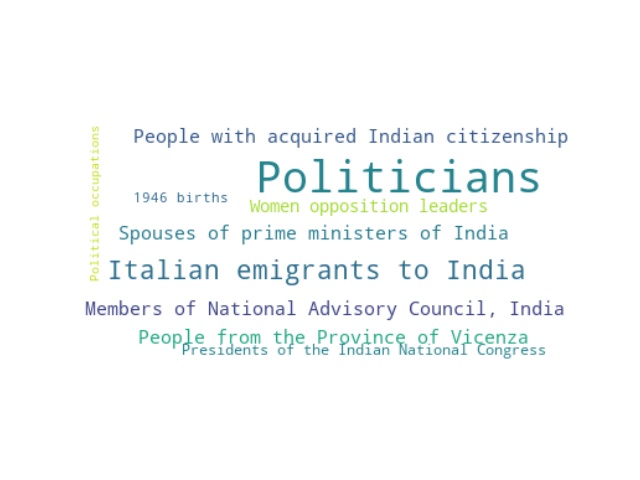 People with acquired Indian citizenship
Politicians
1946 births
Women opposition leaders
Spouses of prime ministers of India
Political occupations
Italian emigrants to India
Members of National Advisory Council, India
People from the Province of Vicenza
Presidents of the Indian National Congress